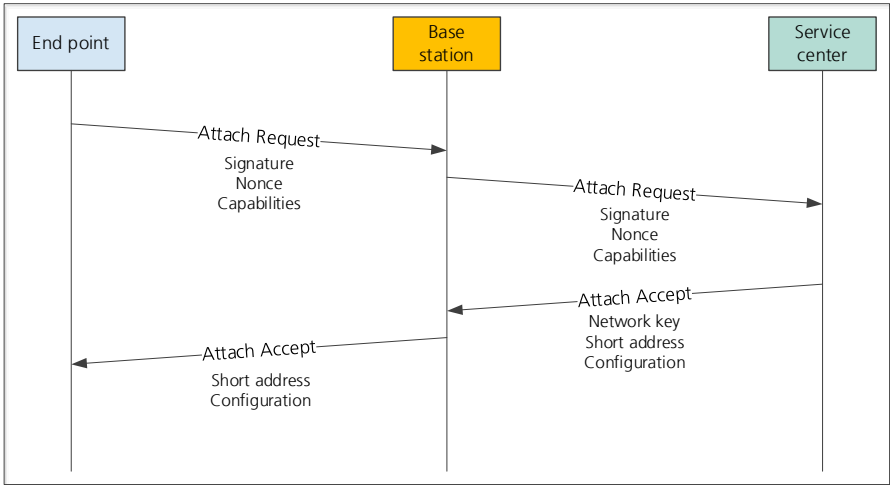 End point
Base
station
Service
center
Attach Request
Signature
Nonce
Capabilities
Attach Request
Signature
Nonce
Capabilities
Attach Accept
Network key
Short address
Configuration
Attach Accept
Short address
Configuration